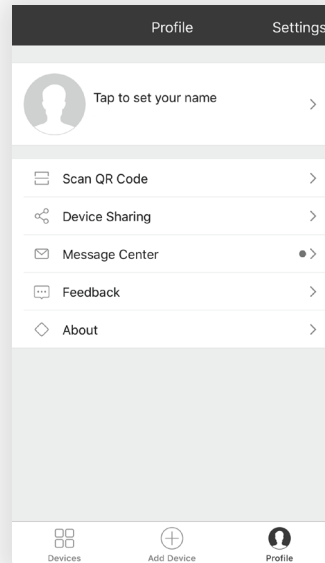 Profile Settings
Tap to set your name
Scan QR Code
Device Sharing
Message Center
Feedback
About
Devices Add Device Profile